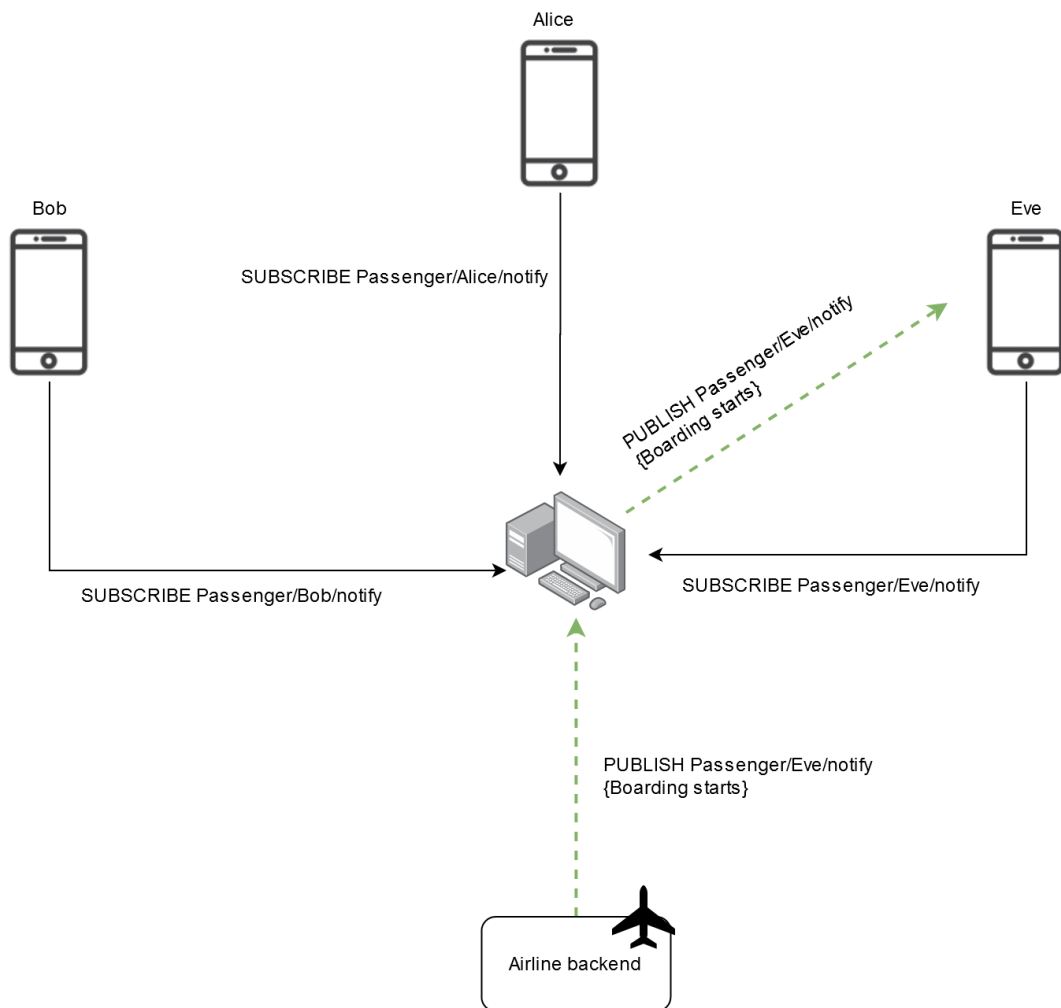 Alice
Bob
Eve
SUBSCRIBE Passenger/Alice/notify
PUBLISH Passenger/Eve/notify
{Boarding starts}
SUBSCRIBE Passenger/Bob/notify
SUBSCRIBE Passenger/Eve/notify
PUBLISH Passenger/Eve/notify
{Boarding starts}
Airline backend